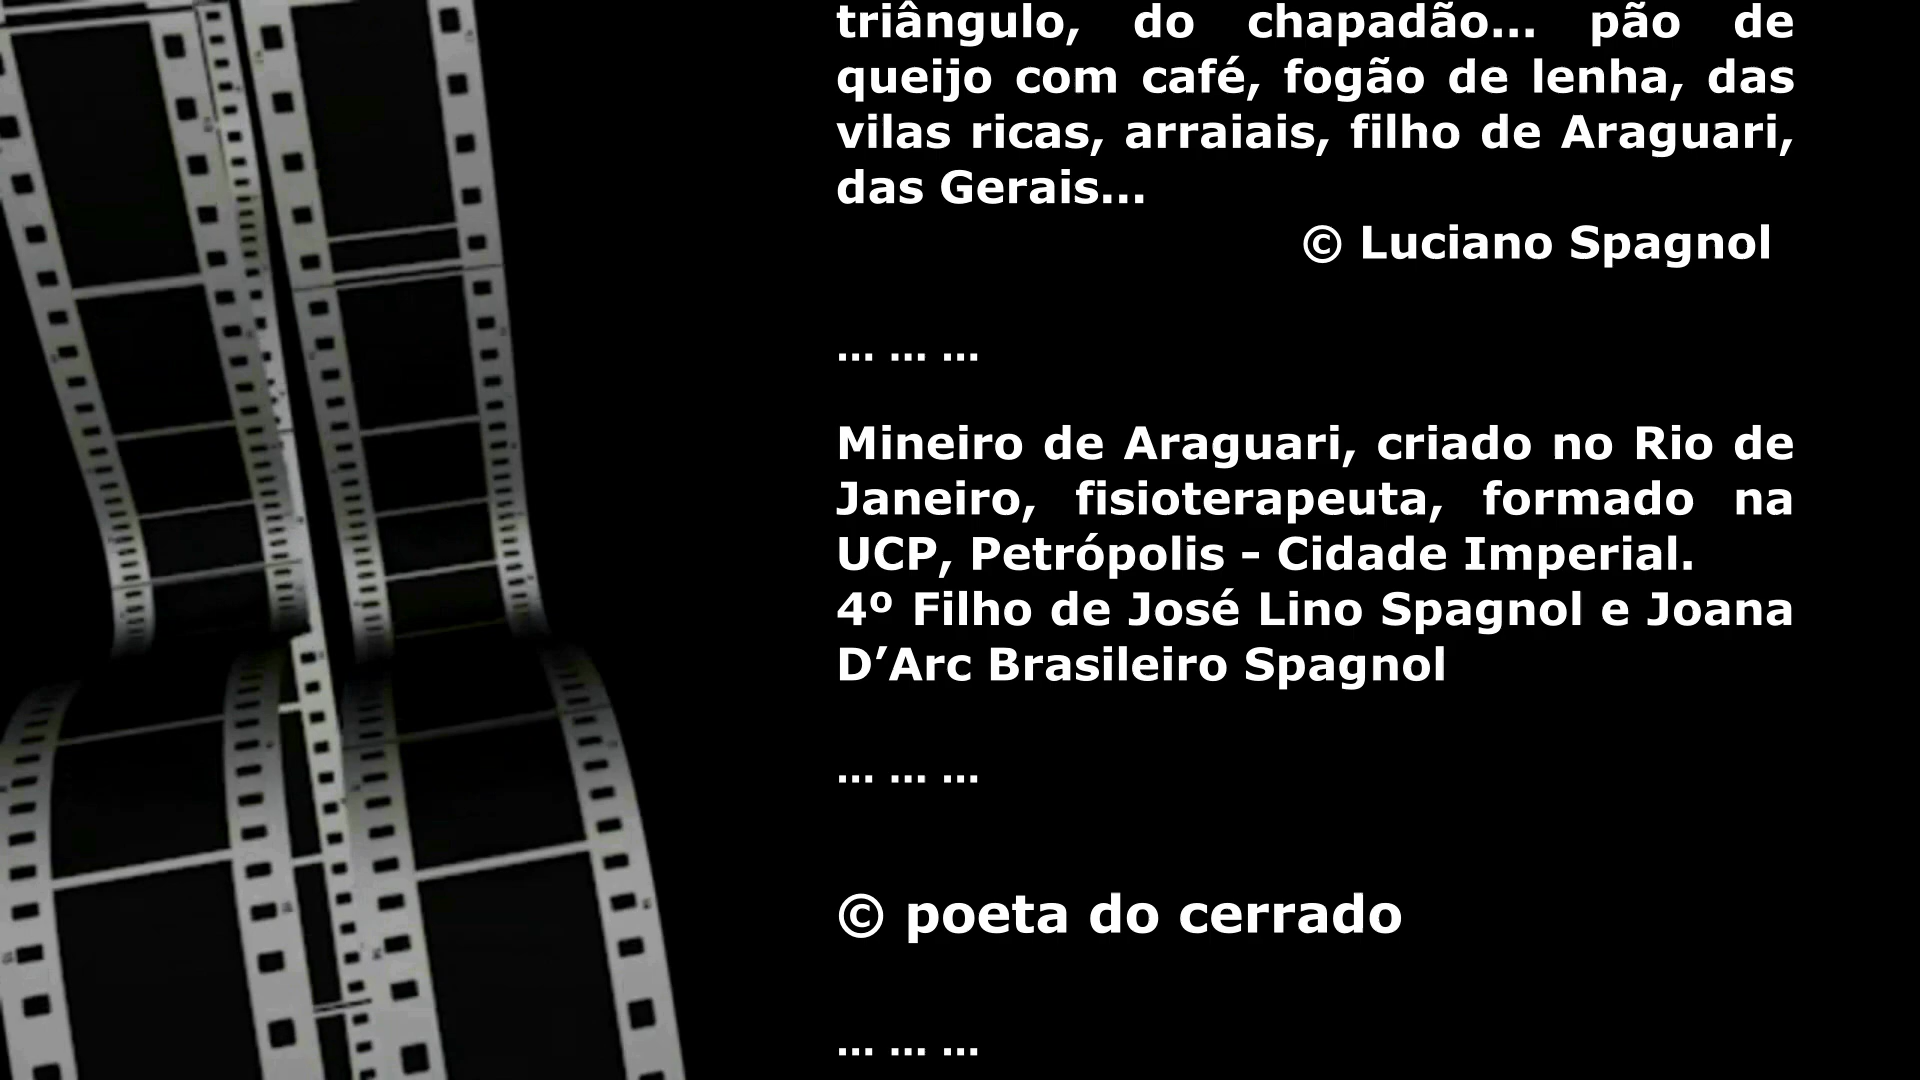 triângulo, do chapadão... pão de
queijo com café, fogão de lenha, das
vilas ricas, arraiais, filho de Araguari,
das Gerais...
© Luciano Spagnol
... ... ...
Mineiro de Araguari, criado no Rio de
Janeiro, fisioterapeuta, formado na
UCP, Petrópolis - Cidade Imperial.
4º Filho de José Lino Spagnol e Joana
D’Arc Brasileiro Spagnol
... ... ...
© poeta do cerrado
... ... ...